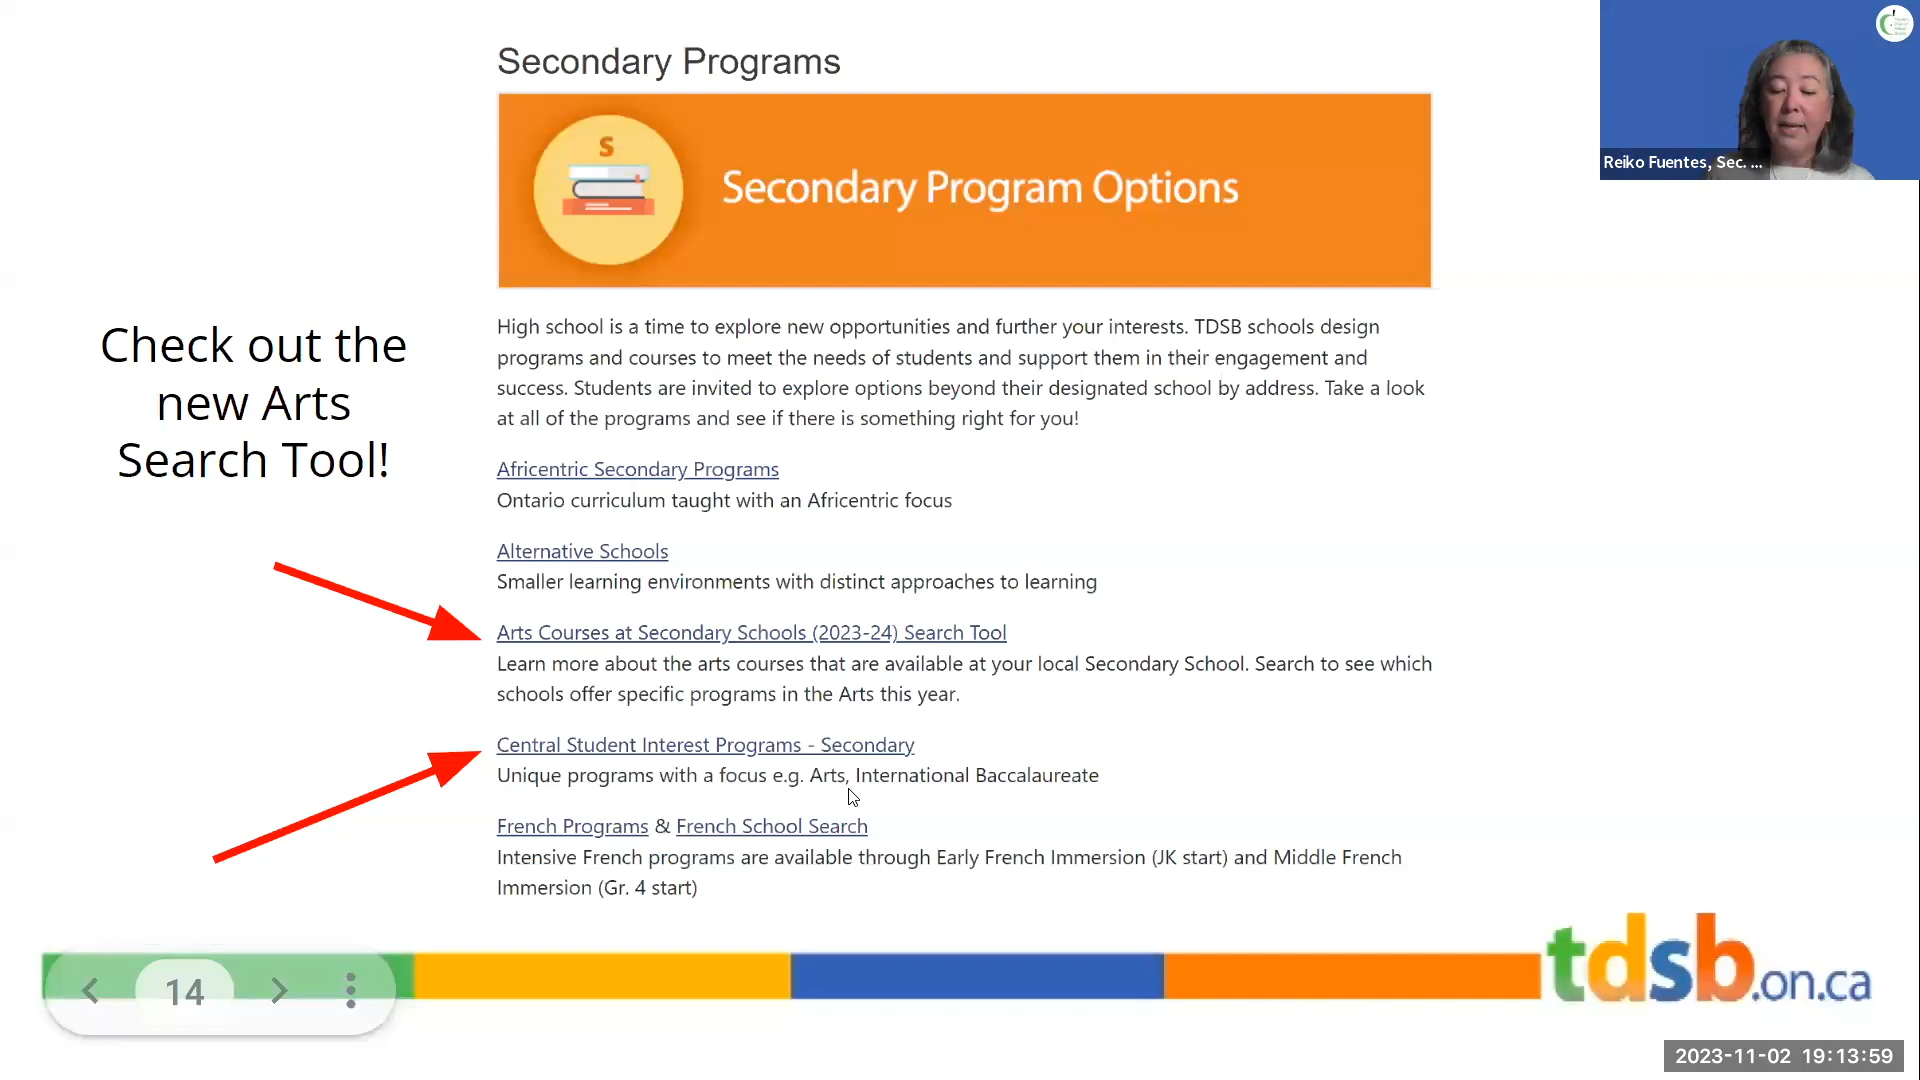 Secondary Programs
S
Secondary Program Options
High school is a time to explore new opportunities and further your interests. TDSB schools design
programs and courses to meet the needs of students and support them in their engagement and
success. Students are invited to explore options beyond their designated school by address. Take a look
at all of the programs and see if there is something right for you!
Check out the
new Arts
Search Tool!
Africentric Secondary Programs
Ontario curriculum taught with an Africentric focus
Alternative Schools
Smaller learning environments with distinct approaches to learning
Arts Courses at Secondary Schools (2023-24) Search Tool
Learn more about the arts courses that are available at your local Secondary School. Search to see which
schools offer specific programs in the Arts this year.
Central Student Interest Programs - Secondary
Unique programs with a focus e.g. Arts, International Baccalaureate
French Programs & French School Search
Intensive French programs are available through Early French Immersion (JK start) and Middle French
Immersion (Gr. 4 start)
Reiko Fuentes, Sec. ...
14
tdsb.on.ca
2023-11-02 19:13:59